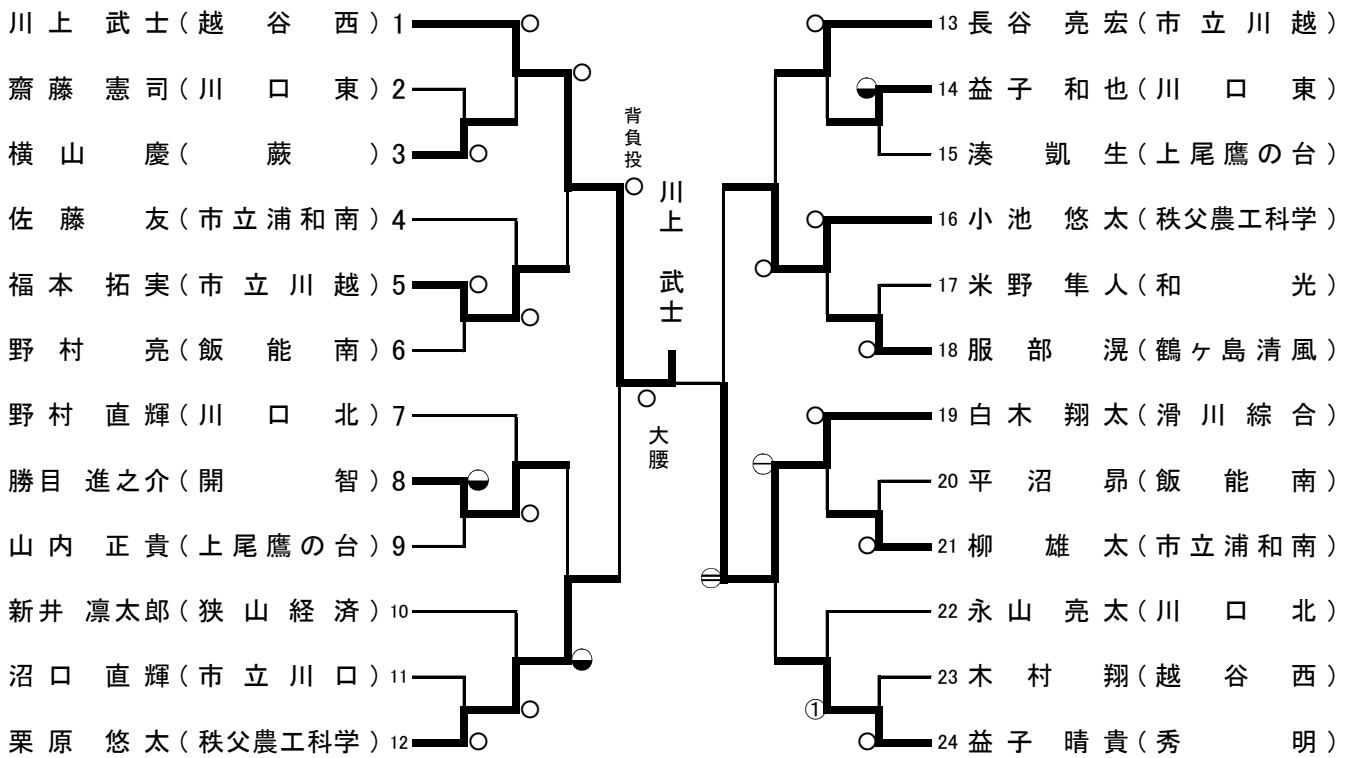 川上 武士（越谷西）1
齋藤 憲司（川口東）2
横山 慶（蕨）3
佐藤 友（市立浦和南）4
福本 拓実（市立川越）5
野村 亮（飯能南）6
野村 直輝（川口北）7
勝目 進之介（開智）8
山内 正貴（上尾鷹の台）9
新井 凛太郎（狭山経済）10
沼口 直輝（市立川口）11
栗原 悠太（秩父農工科学）12
背負投
川上 武士
大腰
13 長谷 亮宏（市立川越）
14 益子 和也（川口東）
15 湊 凱生（上尾鷹の台）
16 小池 悠太（秩父農工科学）
17 米野 隼人（和光）
18 服部 滉（鶴ヶ島清風）
19 白木 翔太（滑川綜合）
20 平沼 昴（飯能南）
21 柳 雄太（市立浦和南）
22 永山 亮太（川口北）
23 木村 翔（越谷西）
①
24 益子 晴貴（秀明）